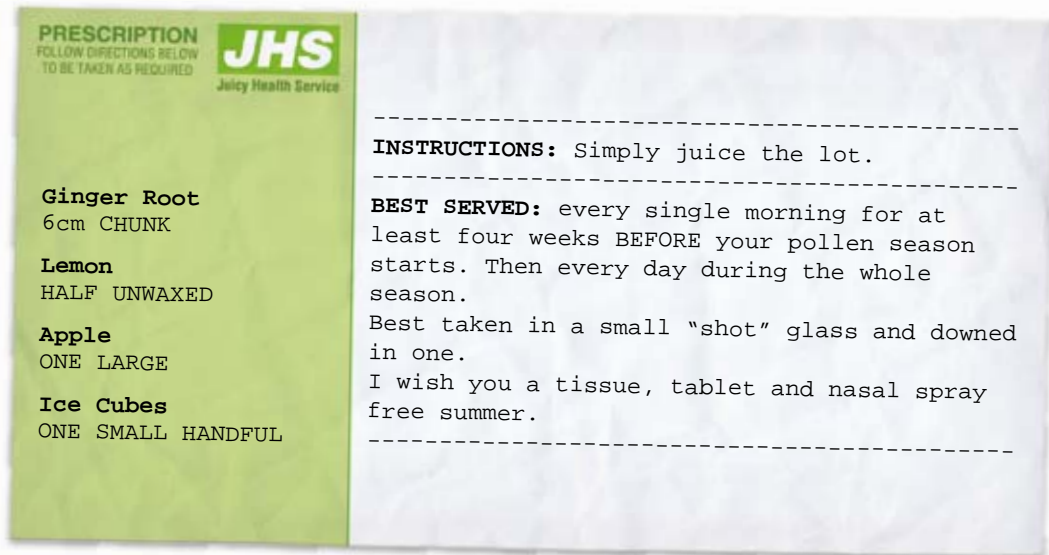 PRESCRIPTION
FOLLOW DIRECTIONS BELOW
TO BE TAKEN AS REQUIRED
JHS
Juicy Health Service
Ginger Root
6cm CHUNK
Lemon
HALF UNWAXED
Apple
ONE LARGE
Ice Cubes
ONE SMALL HANDFUL
INSTRUCTIONS: Simply juice the lot.
BEST SERVED: every single morning for at
least four weeks BEFORE your pollen season
starts. Then every day during the whole
season.
Best taken in a small “shot” glass and downed
in one.
I wish you a tissue, tablet and nasal spray
free summer.